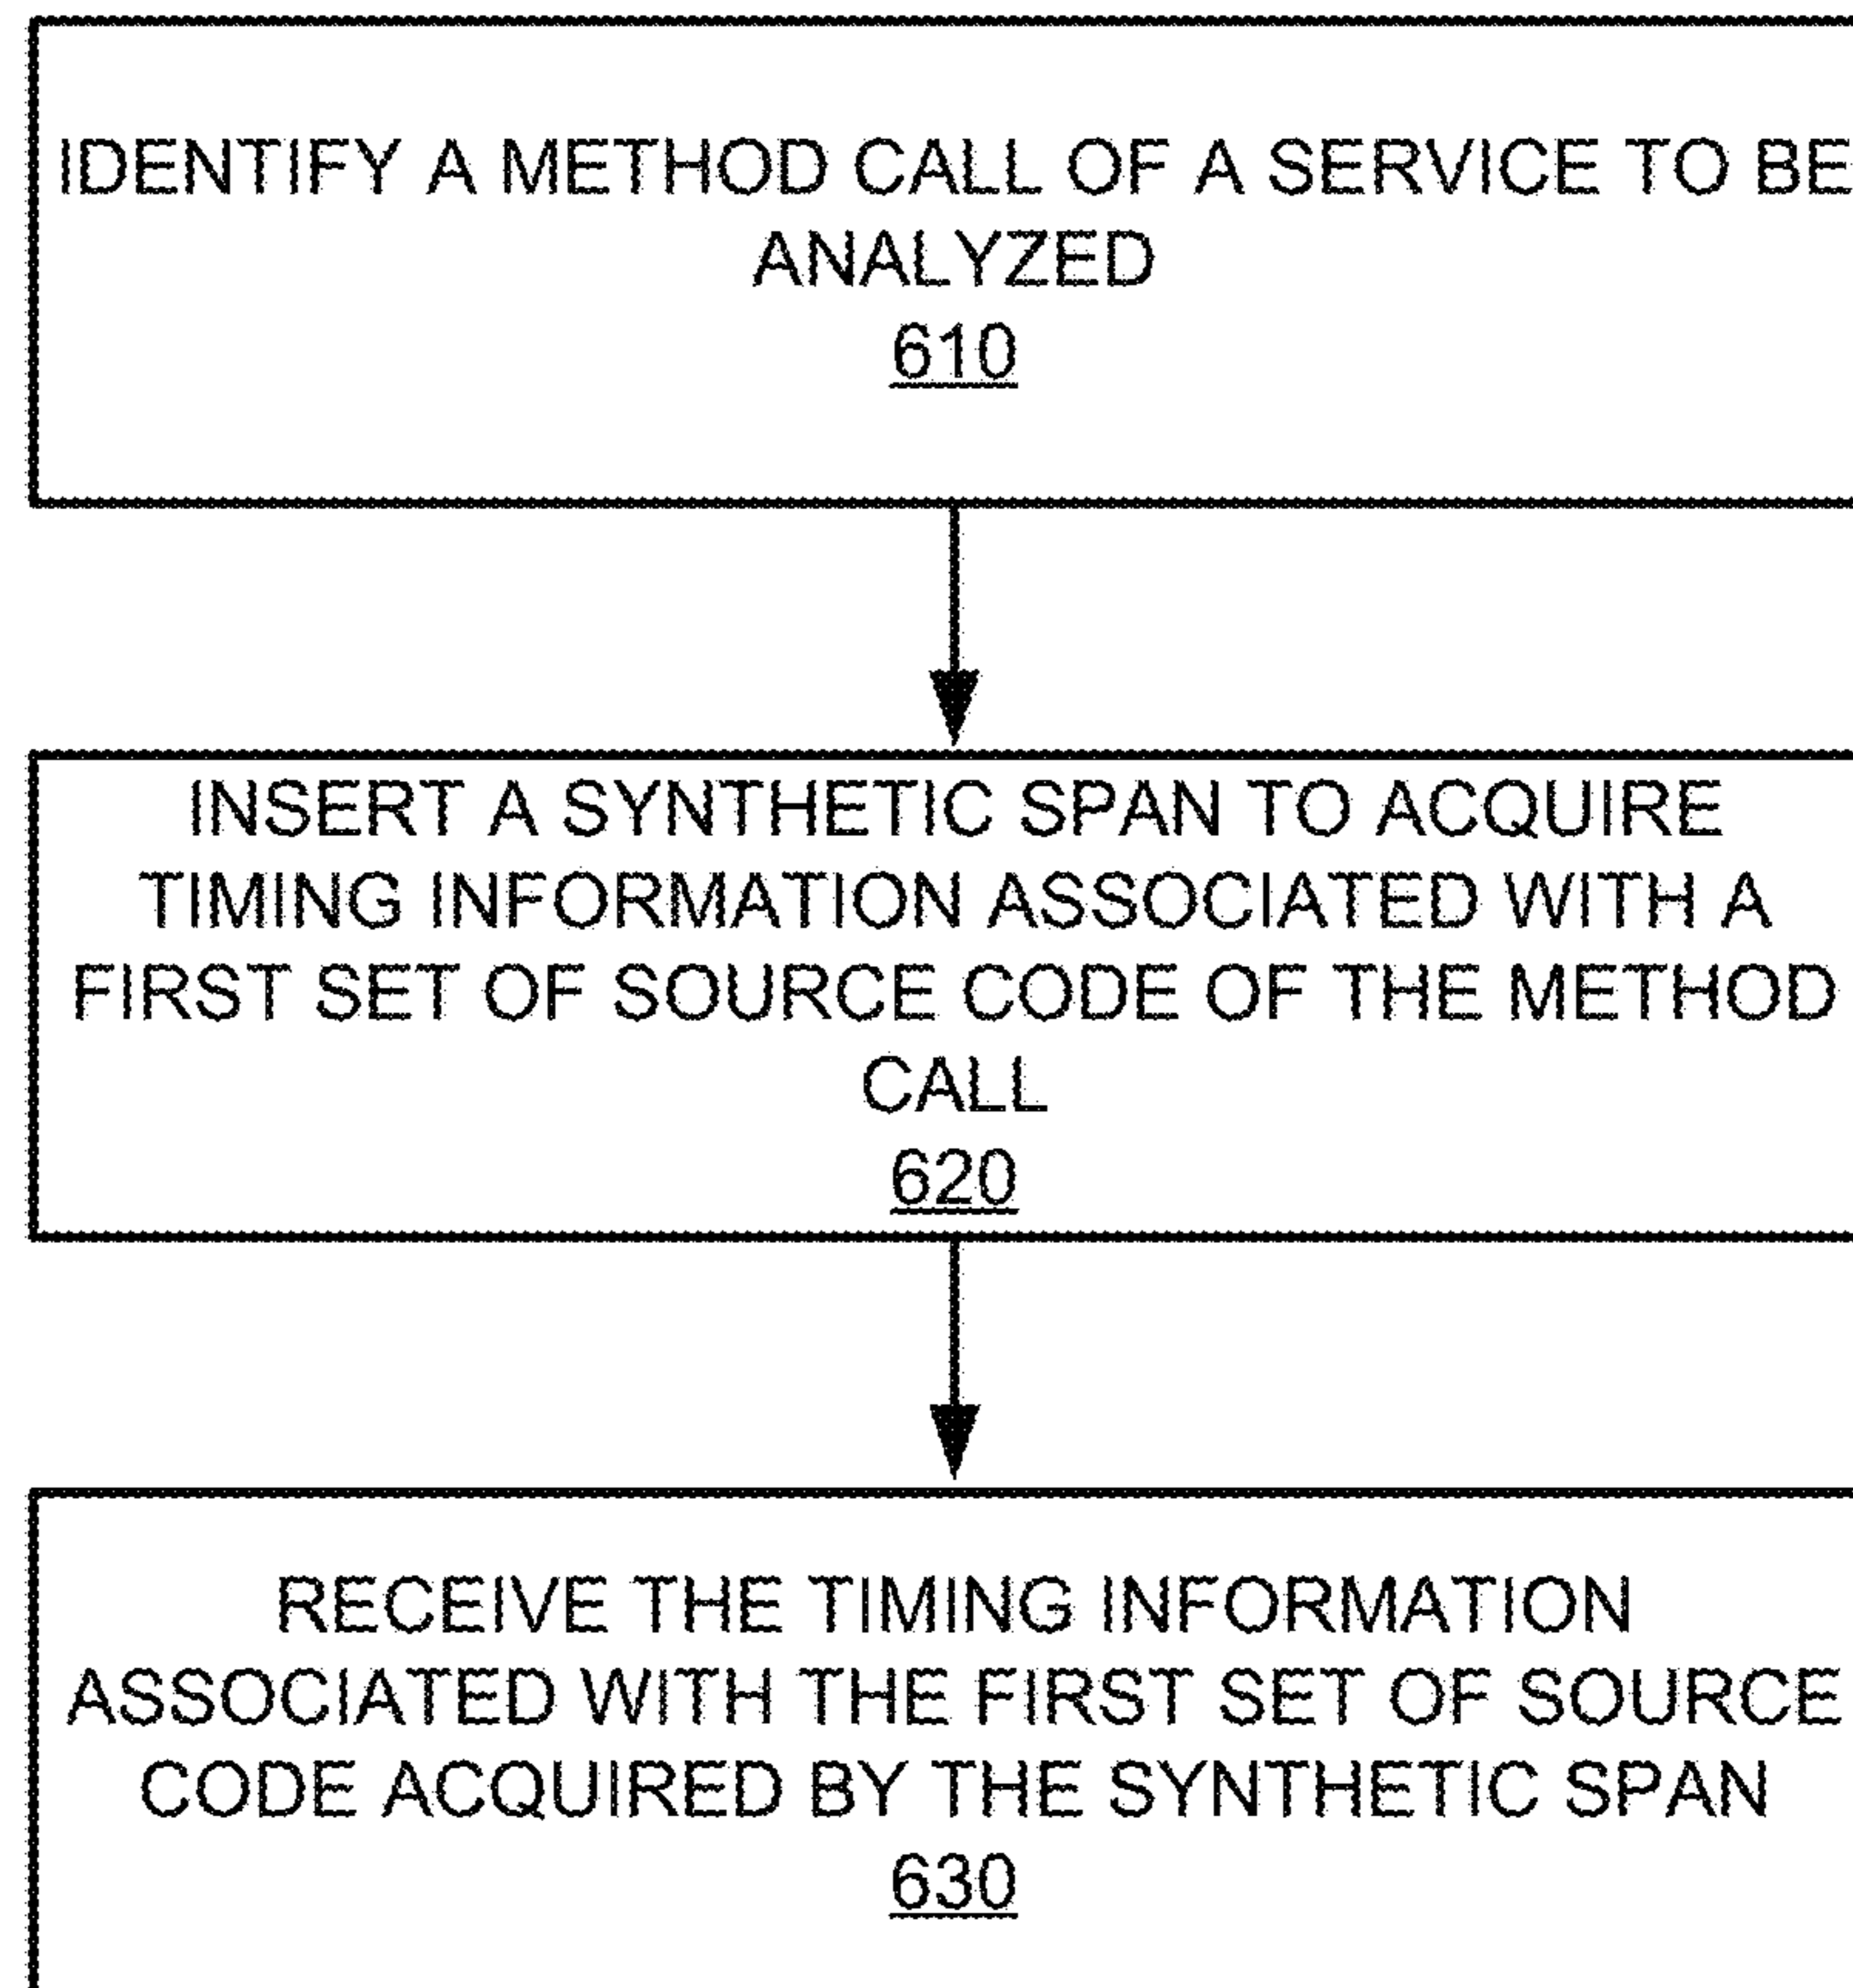 IDENTIFY A METHOD CALL OF A SERVICE TO BE
ANALYZED
610
INSERT A SYNTHETIC SPAN TO ACQUIRE
TIMING INFORMATION ASSOCIATED WITH A
FIRST SET OF SOURCE CODE OF THE METHOD
CALL
620
RECEIVE THE TIMING INFORMATION
ASSOCIATED WITH THE FIRST SET OF SOURCE
CODE ACQUIRED BY THE SYNTHETIC SPAN
630